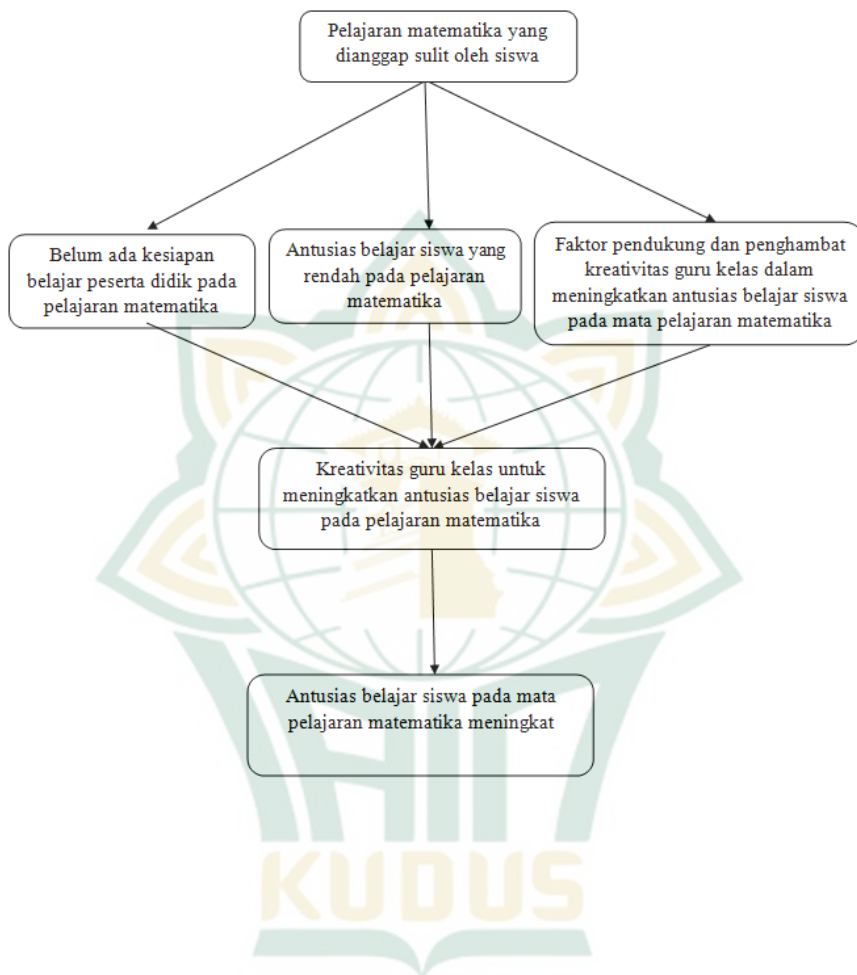 Pelajaran matematika yang
dianggap sulit oleh siswa
Belum ada kesiapan
belajar peserta didik pada
pelajaran matematika
Antusias belajar siswa yang
rendah pada pelajaran
matematika
Faktor pendukung dan penghambat
kreativitas guru kelas dalam
meningkatkan antusias belajar siswa
pada mata pelajaran matematika
Kreativitas guru kelas untuk
meningkatkan antusias belajar siswa
pada pelajaran matematika
Antusias belajar siswa pada mata
pelajaran matematika meningkat
IAIN
KUDUS